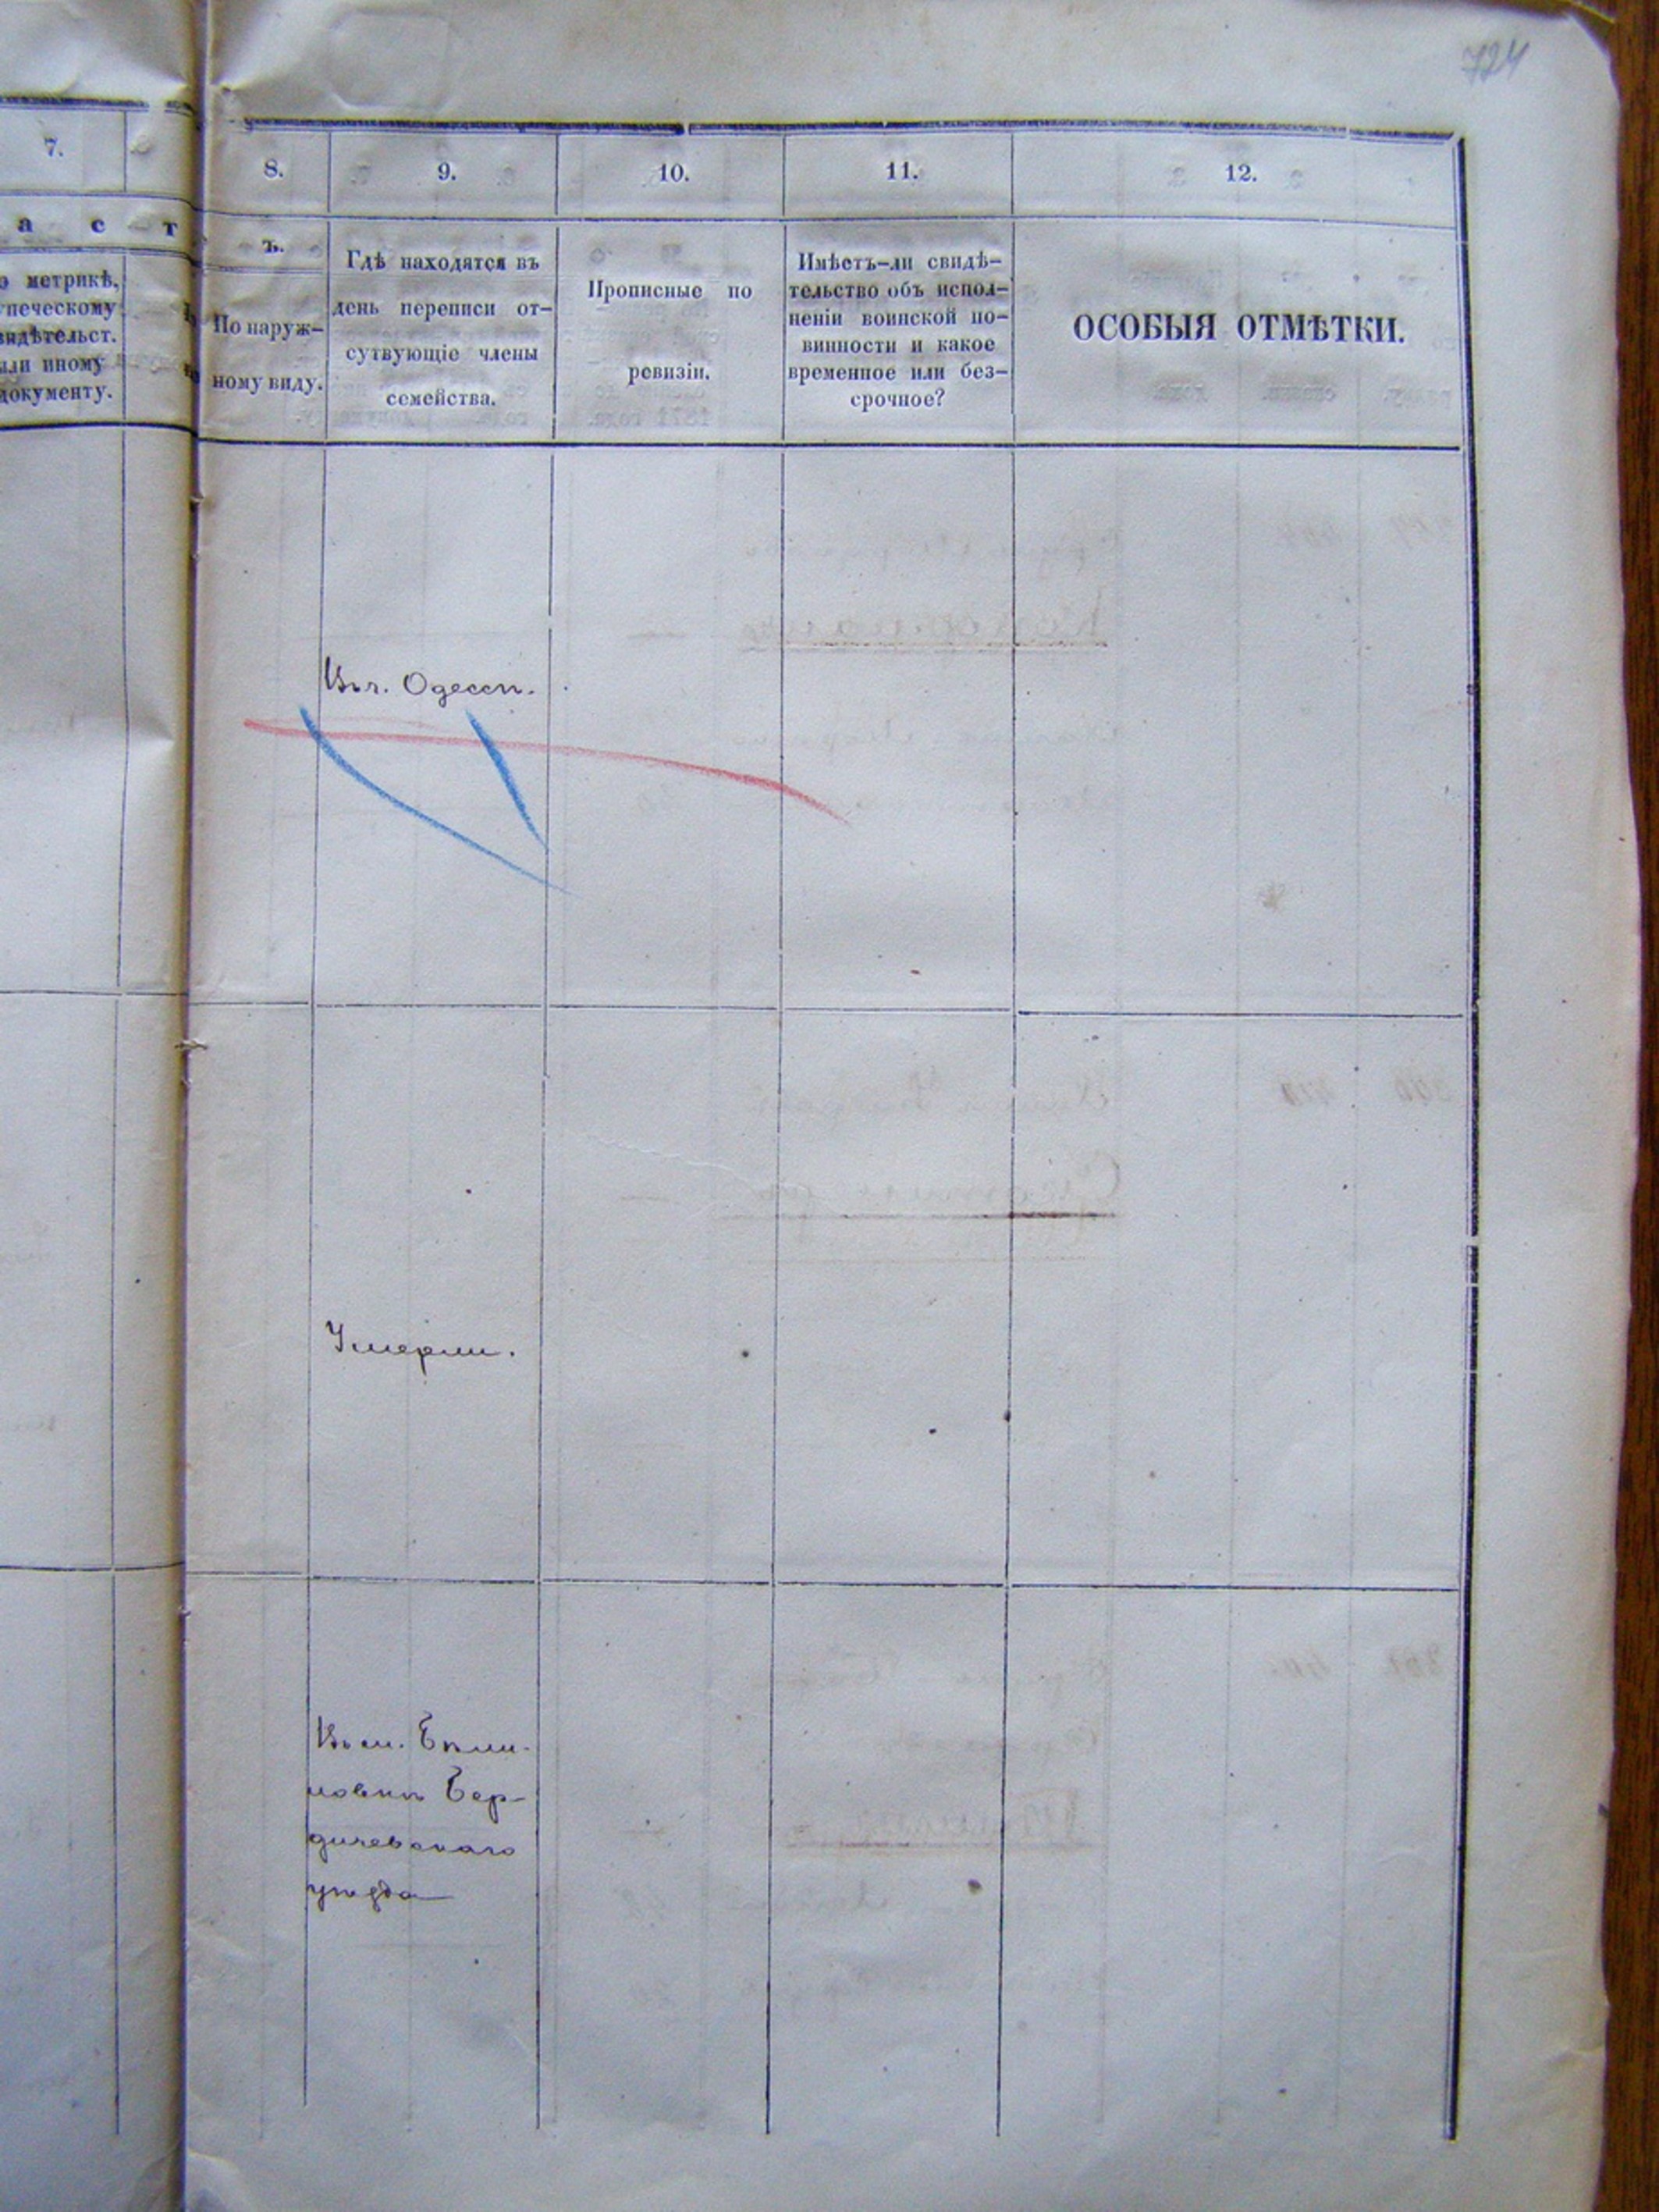 724
7.
а с т
о метрикѣ,
печескому
видѣтельст.
или иному
документу.
8. 9. 10. 11. 12.
ъ.
По наруж-
ному виду.
Гдѣ находятся въ
день переписи от-
сутвующіе члены
семейства.
Прописные по
ревизіи.
Имѣетъ-ли свидѣ-
тельство объ испол-
неніи воинской по-
винности и какое
временное или без-
срочное?
ОСОБЫЯ ОТМѢТКИ.
Въ г. Одессѣ.
Умерли.
Въ м. Бѣли-
ловкѣ Бер-
дичевскаго
уѣзда